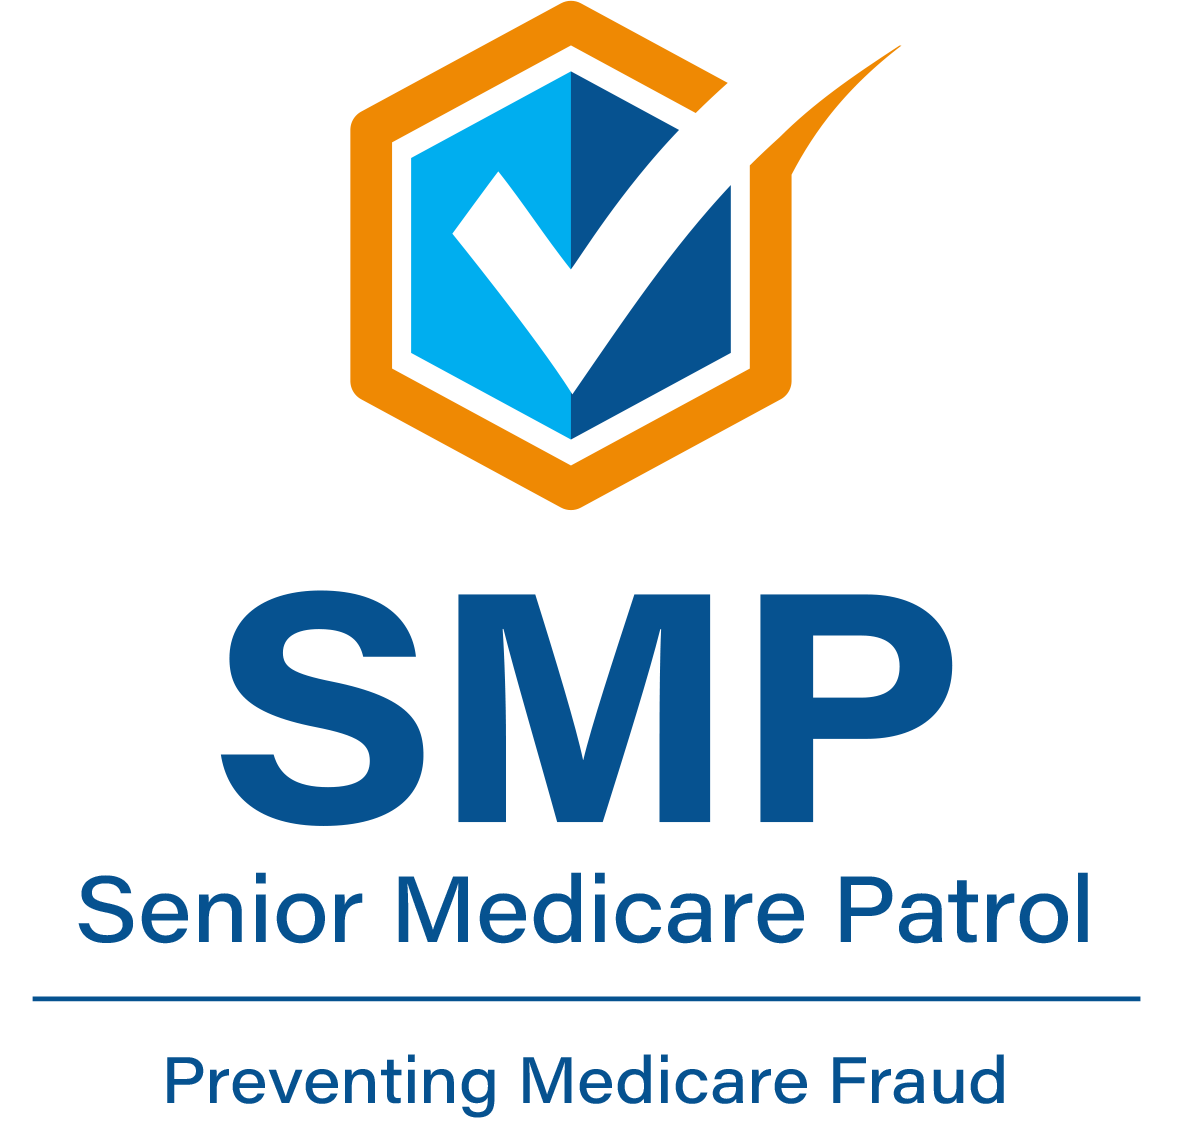 SMP
Senior Medicare Patrol
Preventing Medicare Fraud